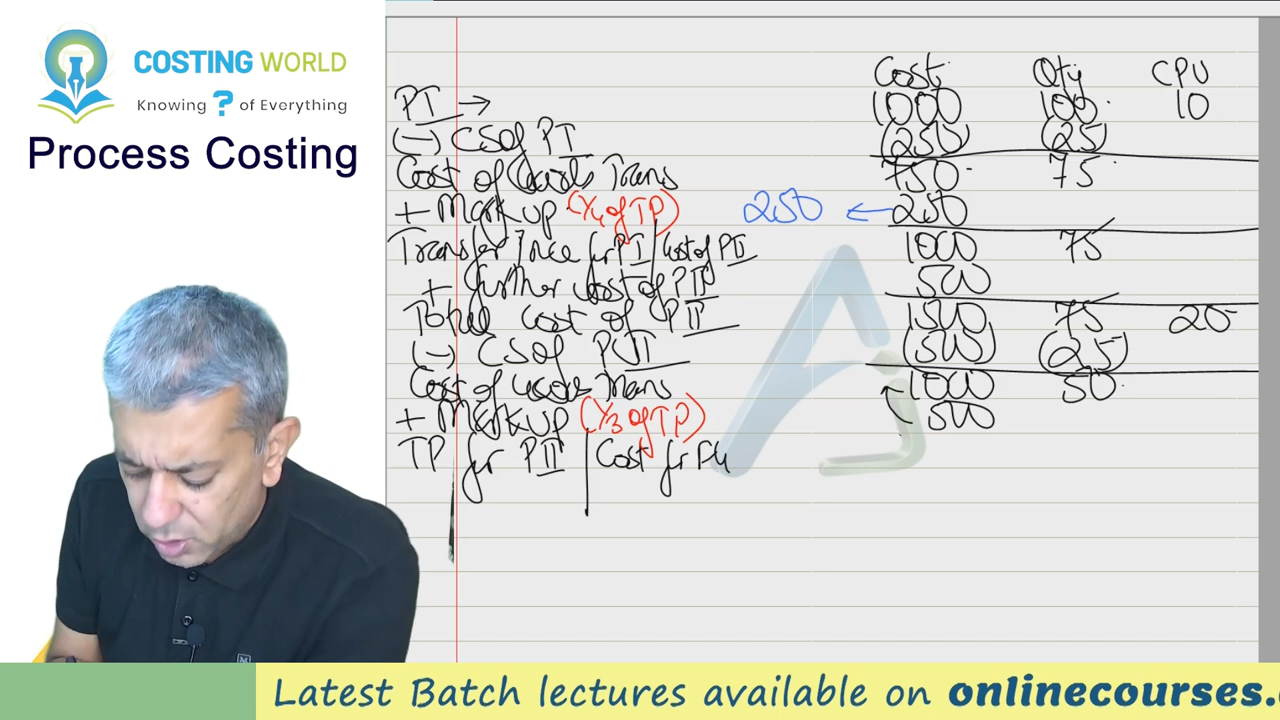 COSTING WORLD
Knowing ? of Everything
Process Costing
Cost Qty CPU
PI → 1000 100 10
(-) CS of PI (250) (25)
Cost of Goods Trans 750 75
+ Mark up (1/4 of TP) 250 ← 250
Transfer Price for PI | Cost of PII 1000 75
+ further cost of PII 500
Total cost of PII 1500 75 20
(-) CS of PII (500) (25)
Cost of Goods Trans 1000 50
+ Mark up (1/3 of TP) 500
TP for PII | Cost for
Latest Batch lectures available on onlinecourses.